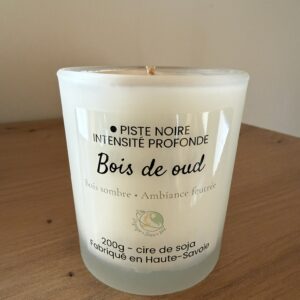 ● PISTE NOIRE
INTENSITÉ PROFONDE
Bois de oud
Bois sombre • Ambiance feutrée
200g - cire de soja
Fabriqué en Haute-Savoie